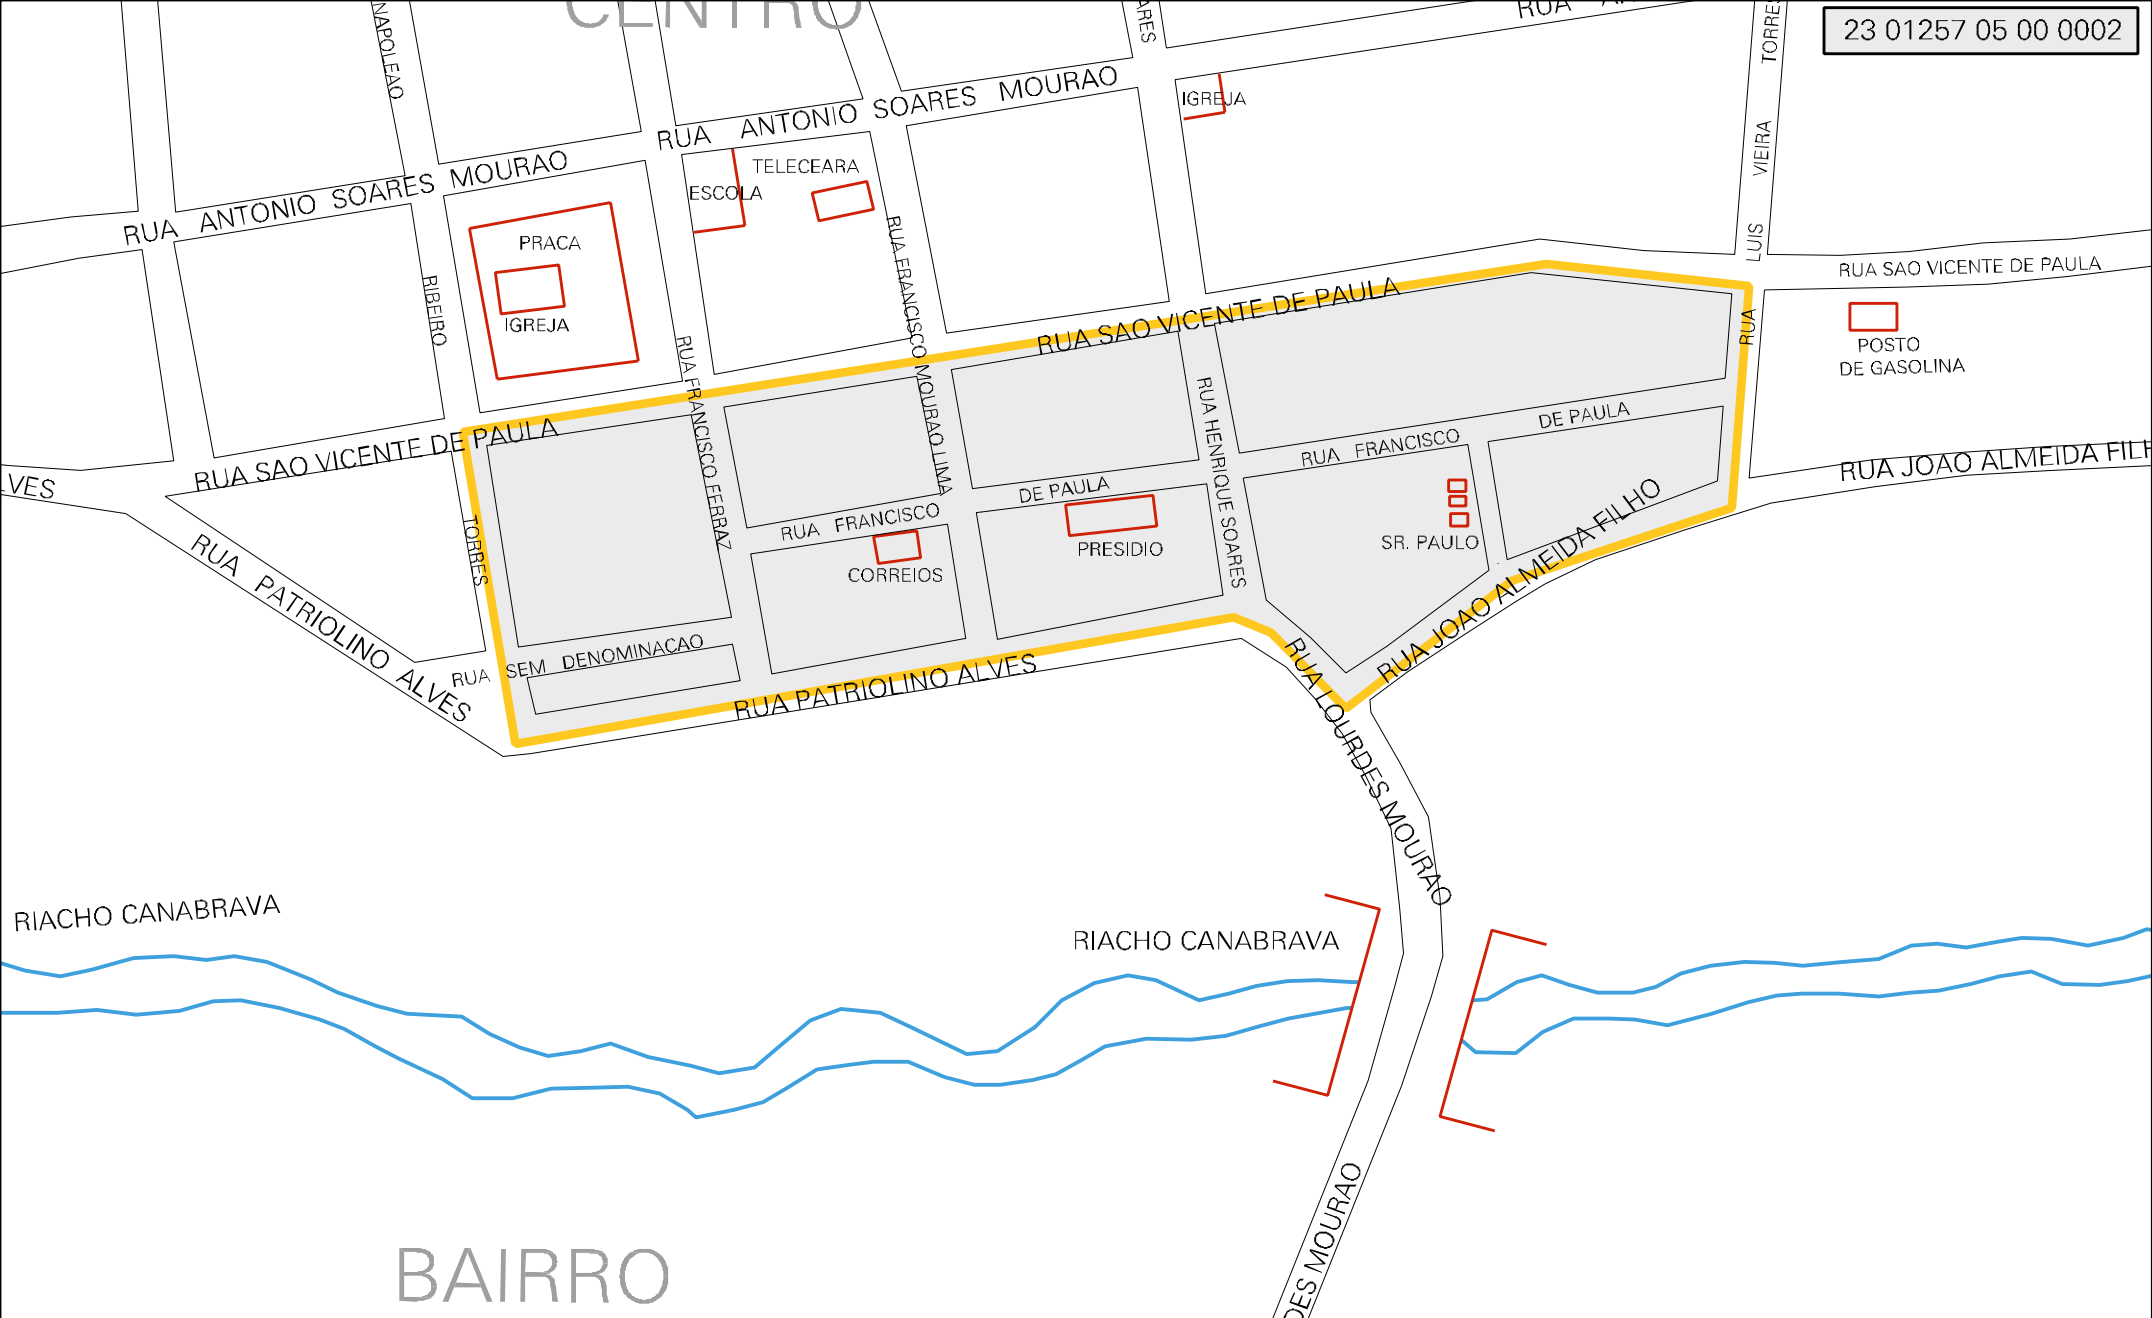 CENTRO
23 01257 05 00 0002
NAPOLEAO
TORRES
VIEIRA
LUIS
RUA
IGREJA
RUA ANTONIO SOARES MOURAO
RUA ANTONIO SOARES MOURAO
TELECEARA
ESCOLA
PRACA
IGREJA
RIBEIRO
TORRES
RUA FRANCISCO MOURAO LIMA
RUA FRANCISCO FERRAZ
RUA HENRIQUE SOARES
RUA SAO VICENTE DE PAULA
RUA SAO VICENTE DE PAULA
RUA SAO VICENTE DE PAULA
POSTO
DE GASOLINA
DE PAULA
RUA FRANCISCO
RUA JOAO ALMEIDA FILH
LVES
DE PAULA
RUA FRANCISCO
PRESIDIO
SR. PAULO
CORREIOS
RUA JOAO ALMEIDA FILHO
RUA PATRIOLINO ALVES
RUA SEM DENOMINACAO
RUA PATRIOLINO ALVES
RUA LOURDES MOURAO
RIACHO CANABRAVA
RIACHO CANABRAVA
DES MOURAO
BAIRRO